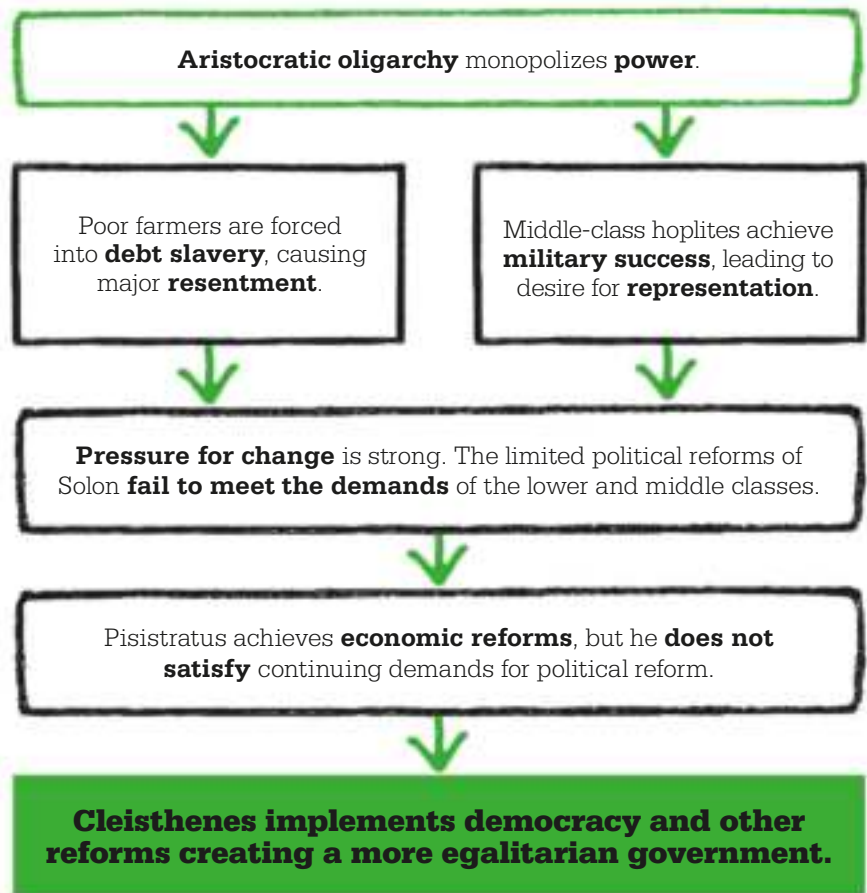 Aristocratic oligarchy monopolizes power.
Poor farmers are forced
into debt slavery, causing
major resentment.
Middle-class hoplites achieve
military success, leading to
desire for representation.
Pressure for change is strong. The limited political reforms of
Solon fail to meet the demands of the lower and middle classes.
Pisistratus achieves economic reforms, but he does not
satisfy continuing demands for political reform.
Cleisthenes implements democracy and other
reforms creating a more egalitarian government.